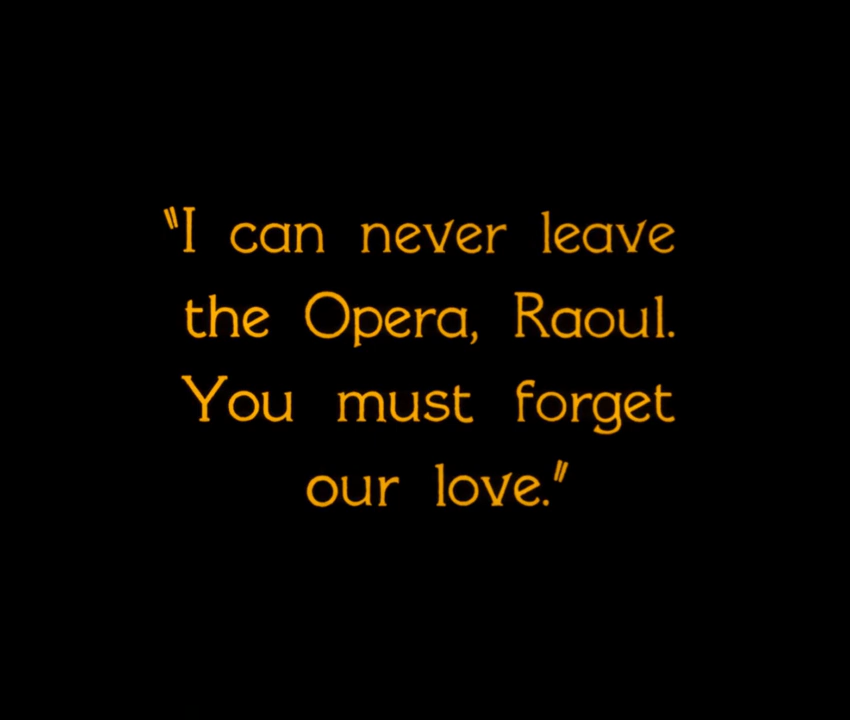 "I can never leave
the Opera, Raoul.
You must forget
our love."